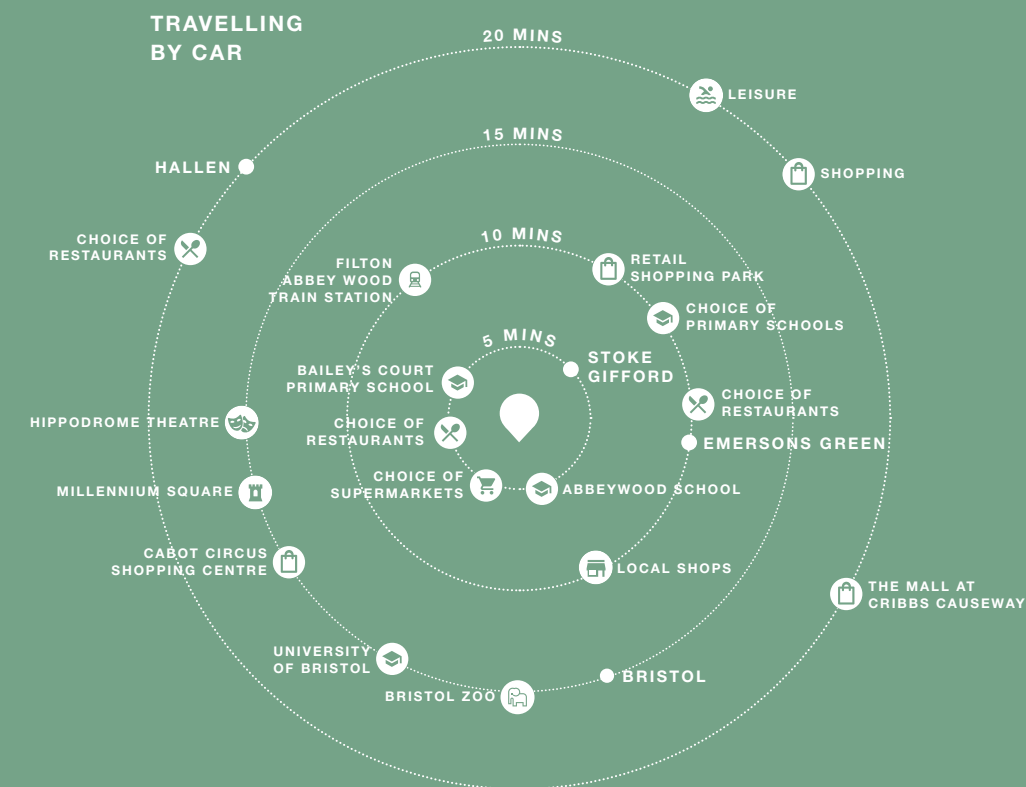 TRAVELLING
BY CAR
20 MINS
LEISURE
15 MINS
HALLEN
SHOPPING
CHOICE OF
RESTAURANTS
10 MINS
FILTON
ABBEY WOOD
TRAIN STATION
RETAIL
SHOPPING PARK
CHOICE OF
PRIMARY SCHOOLS
5 MINS
STOKE
GIFFORD
BAILEY'S COURT
PRIMARY SCHOOL
CHOICE OF
RESTAURANTS
HIPPODROME THEATRE
CHOICE OF
RESTAURANTS
EMERSONS GREEN
CHOICE OF
SUPERMARKETS
ABBEYWOOD SCHOOL
MILLENNIUM SQUARE
CABOT CIRCUS
SHOPPING CENTRE
LOCAL SHOPS
THE MALL AT
CRIBBS CAUSEWAY
UNIVERSITY
OF BRISTOL
BRISTOL
BRISTOL ZOO